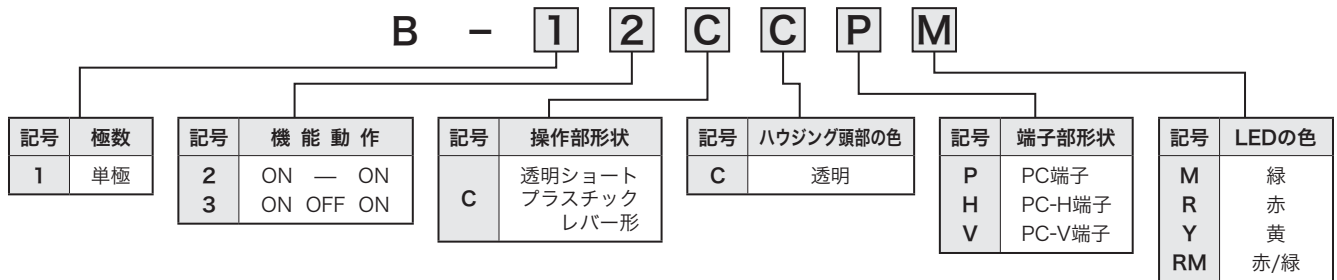 B - 1 2 C C P M
記号 極数
1 単極
記号 機能動作
2 ON — ON
3 ON OFF ON
記号 操作部形状
C 透明ショート
プラスチック
レバー形
記号 ハウジング頭部の色
C 透明
記号 端子部形状
P PC端子
H PC-H端子
V PC-V端子
記号 LEDの色
M 緑
R 赤
Y 黄
RM 赤/緑